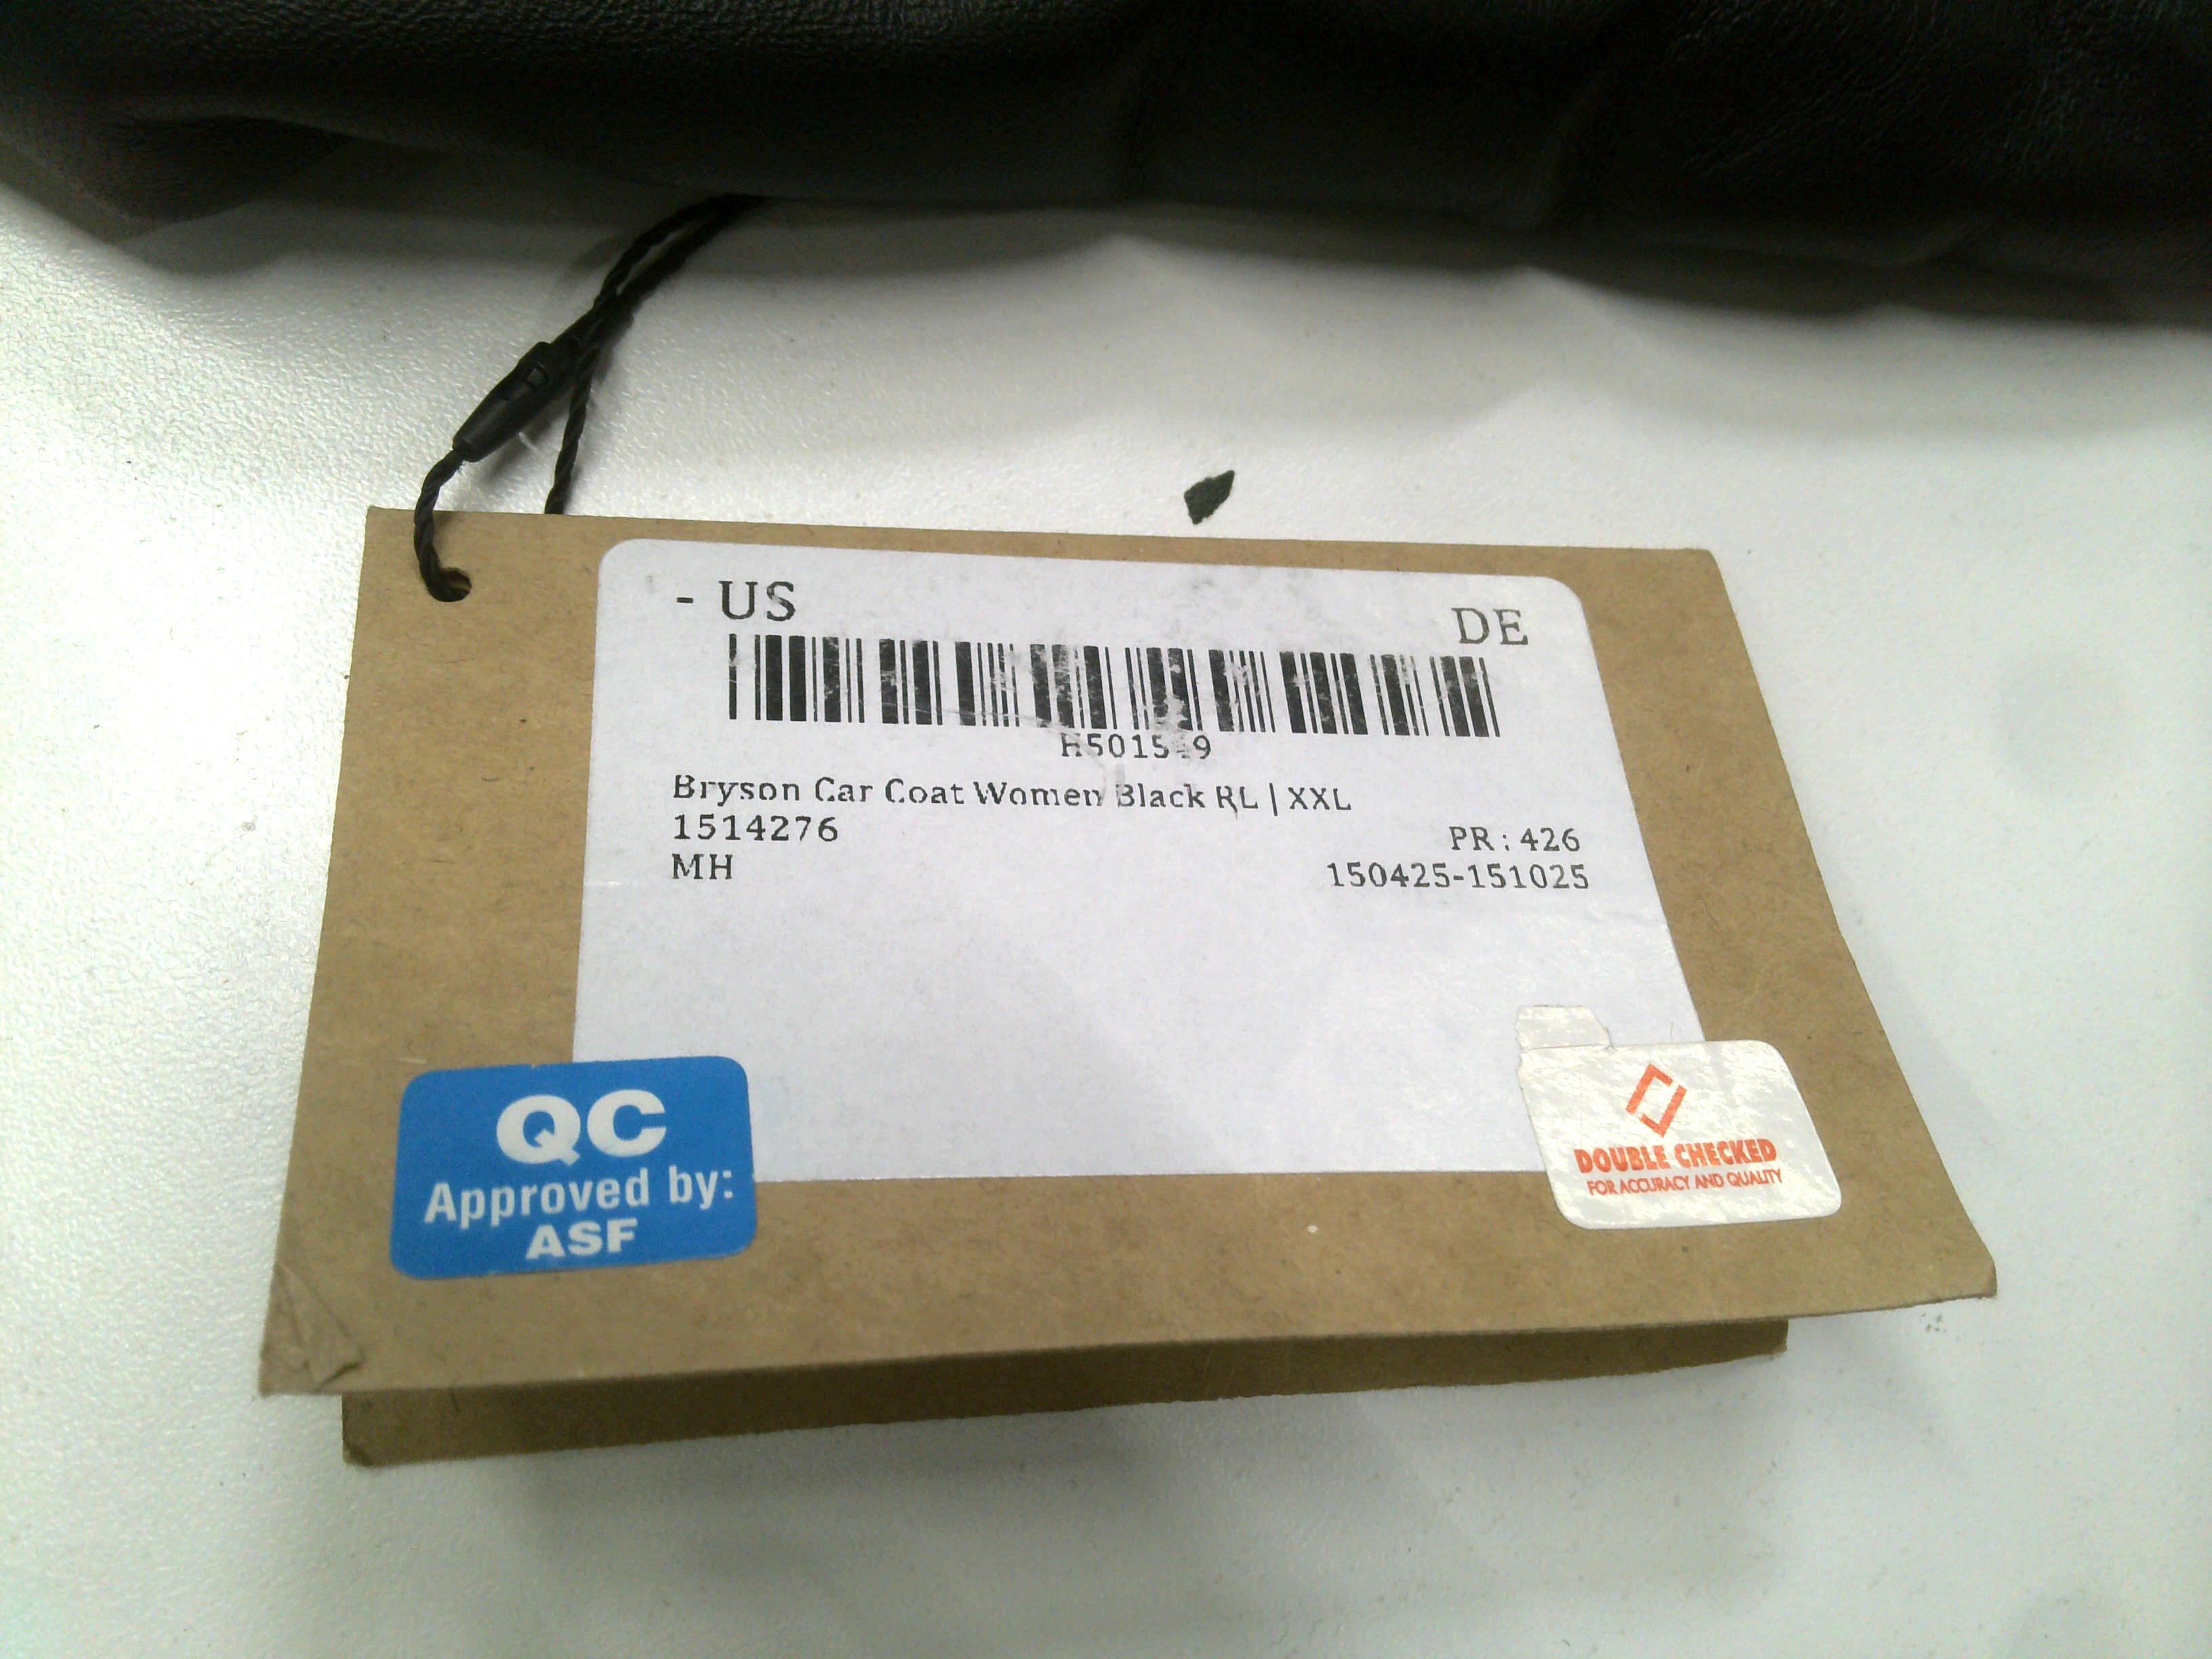 - US
DE
Bryson Car Coat Women Black RL | XXL
1514276
PR : 426
MH
150425-151025
QC
Approved by:
ASF
DOUBLE CHECKED
FOR ACCURACY AND QUALITY